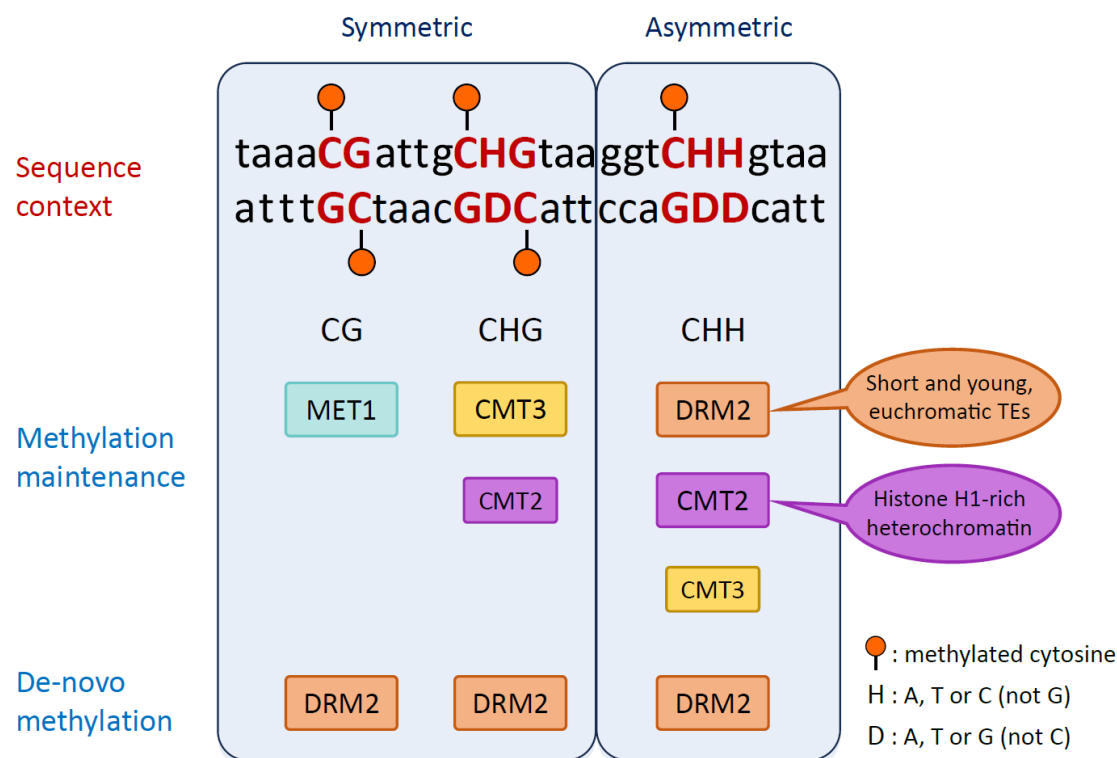 Symmetric
Asymmetric
Sequence
context
taaaCGattgCHGtaaggtCHHgtaa
atttGCtaacGDCattccaGDDcatt
CG
CHG
CHH
Methylation
maintenance
MET1
CMT3
DRM2
Short and young,
euchromatic TEs
CMT2
CMT2
Histone H1-rich
heterochromatin
CMT3
De-novo
methylation
DRM2
DRM2
DRM2
: methylated cytosine
H : A, T or C (not G)
D : A, T or G (not C)